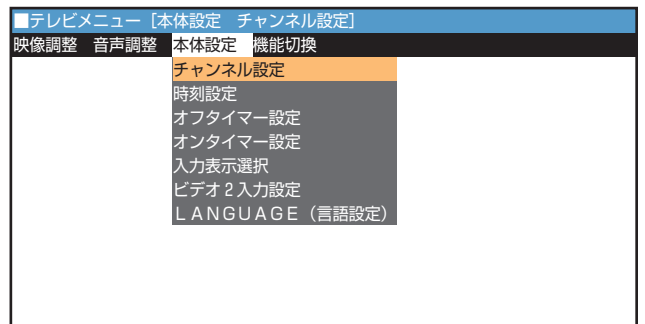 ■テレビメニュー [本体設定　チャンネル設定]
映像調整　音声調整　本体設定　機能切換
チャンネル設定
時刻設定
オフタイマー設定
オンタイマー設定
入力表示選択
ビデオ２入力設定
ＬＡＮＧＵＡＧＥ（言語設定）